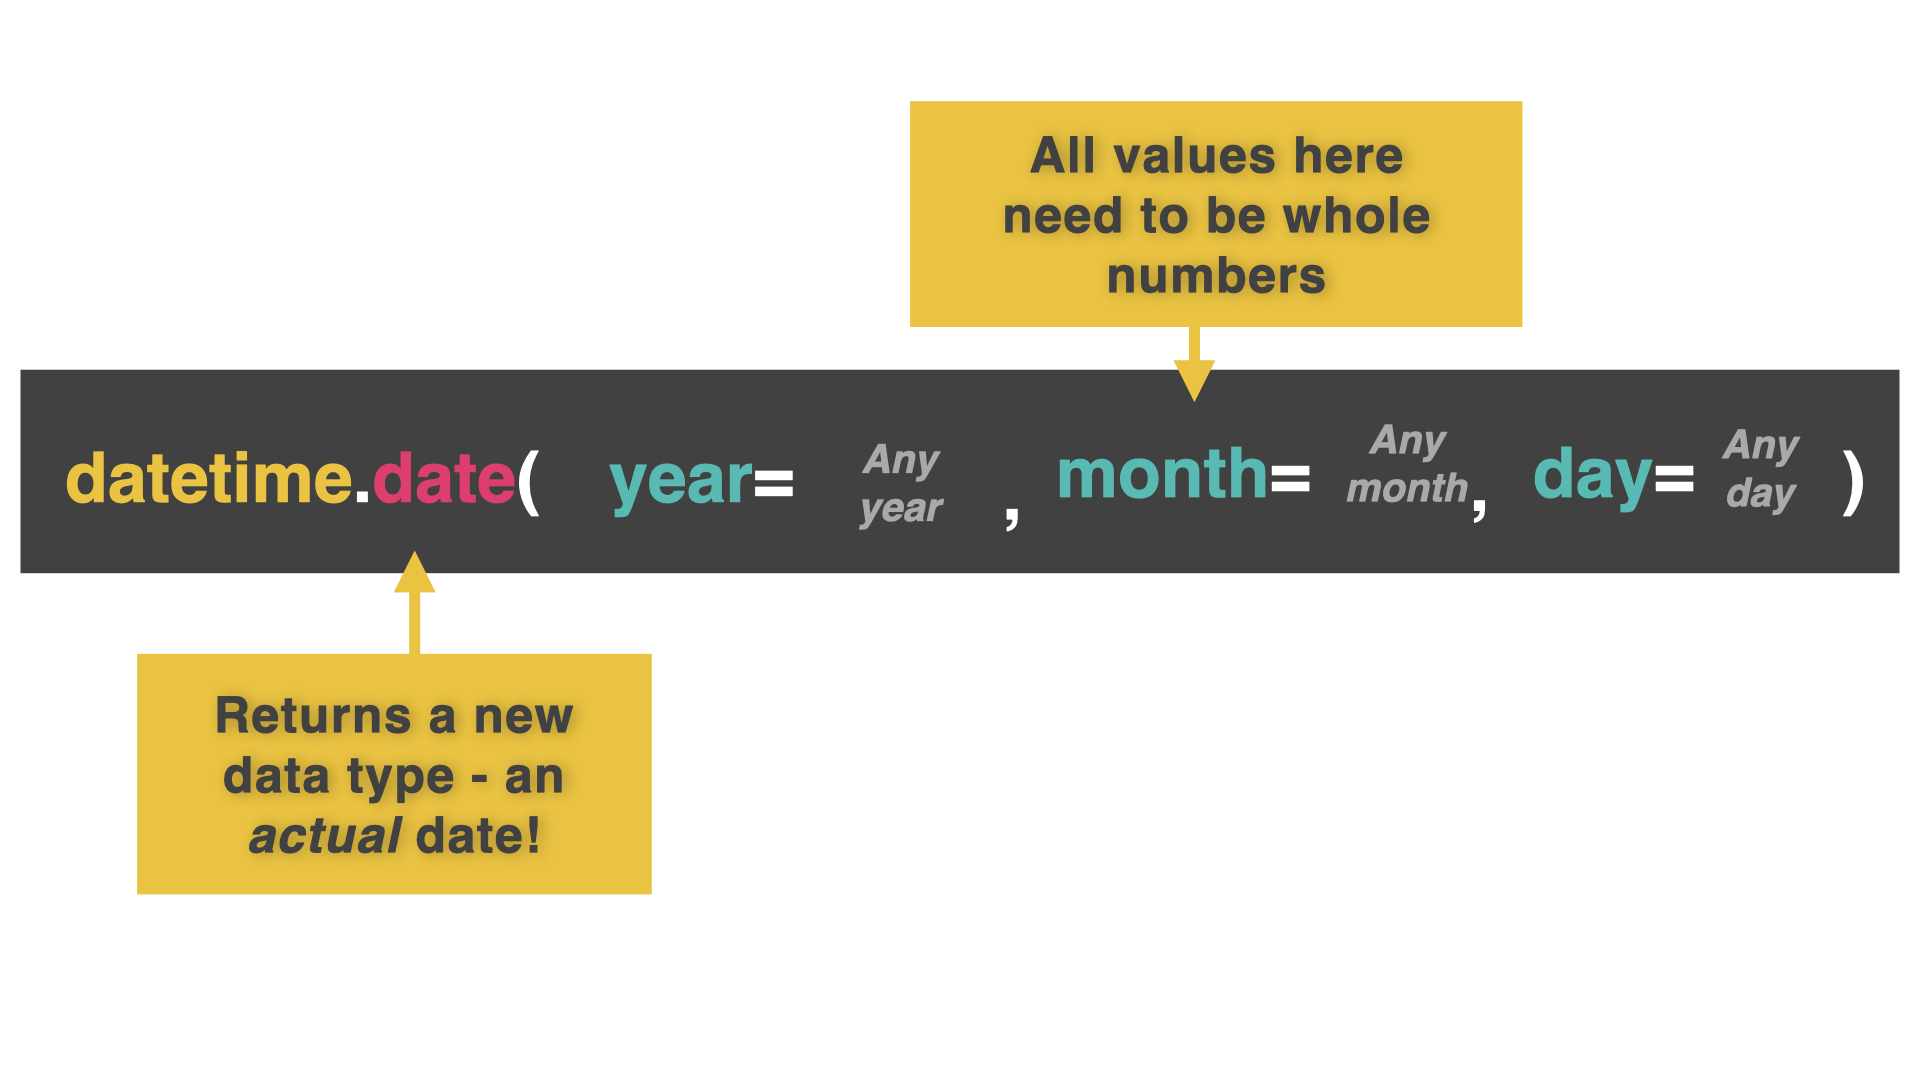 All values here
need to be whole
numbers
datetime.date( year= Any year , month= Any month, day= Any day )
Returns a new
data type - an
actual date!